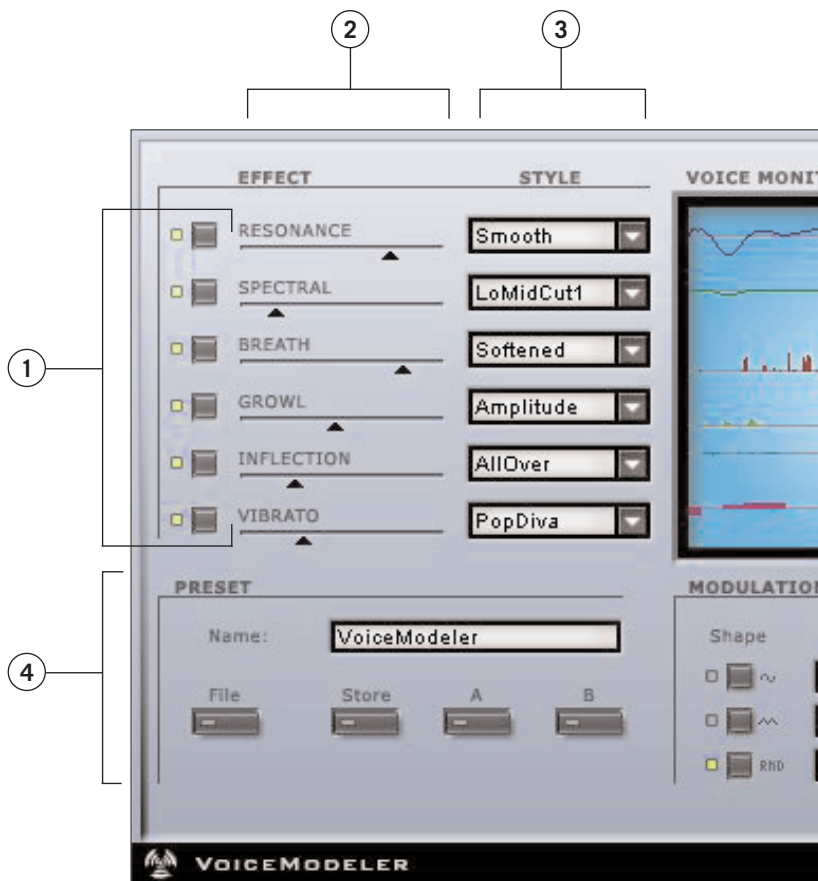 2
3
EFFECT STYLE VOICE MONIT
RESONANCE Smooth
SPECTRAL LoMidCut1
BREATH Softened
1
GROWL Amplitude
INFLECTION AllOver
VIBRATO PopDiva
PRESET MODULATION
Name: VoiceModeler Shape
4
File Store A B
RND
VOICEMODELER